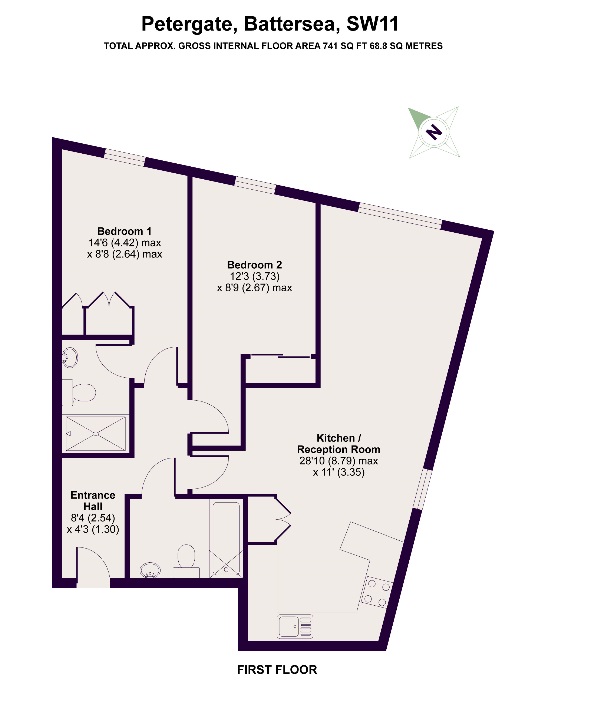 Petergate, Battersea, SW11
TOTAL APPROX. GROSS INTERNAL FLOOR AREA 741 SQ FT 68.8 SQ METRES
N
Bedroom 1
14'6 (4.42) max
x 8'8 (2.64) max
Bedroom 2
12'3 (3.73)
x 8'9 (2.67) max
Kitchen /
Reception Room
28'10 (8.79) max
x 11' (3.35)
Entrance
Hall
8'4 (2.54)
x 4'3 (1.30)
FIRST FLOOR